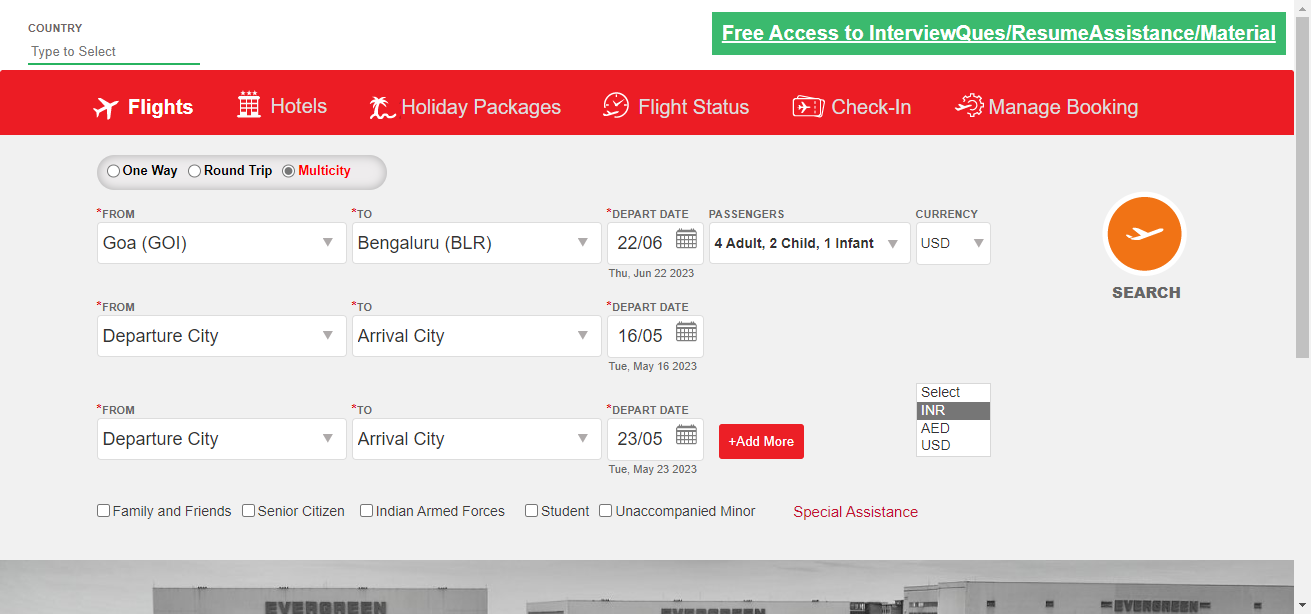 COUNTRY
Type to Select
Free Access to InterviewQues/ResumeAssistance/Material
Flights Hotels Holiday Packages Flight Status Check-In Manage Booking
One Way Round Trip Multicity
*FROM *TO *DEPART DATE PASSENGERS CURRENCY
Goa (GOI) Bengaluru (BLR) 22/06 4 Adult, 2 Child, 1 Infant USD
Thu, Jun 22 2023
SEARCH
*FROM *TO *DEPART DATE
Departure City Arrival City 16/05
Tue, May 16 2023
Select
INR
AED
USD
*FROM *TO *DEPART DATE
Departure City Arrival City 23/05 +Add More
Tue, May 23 2023
Family and Friends Senior Citizen Indian Armed Forces Student Unaccompanied Minor Special Assistance
EVERGREEN EVERGREEN EVERGREEN